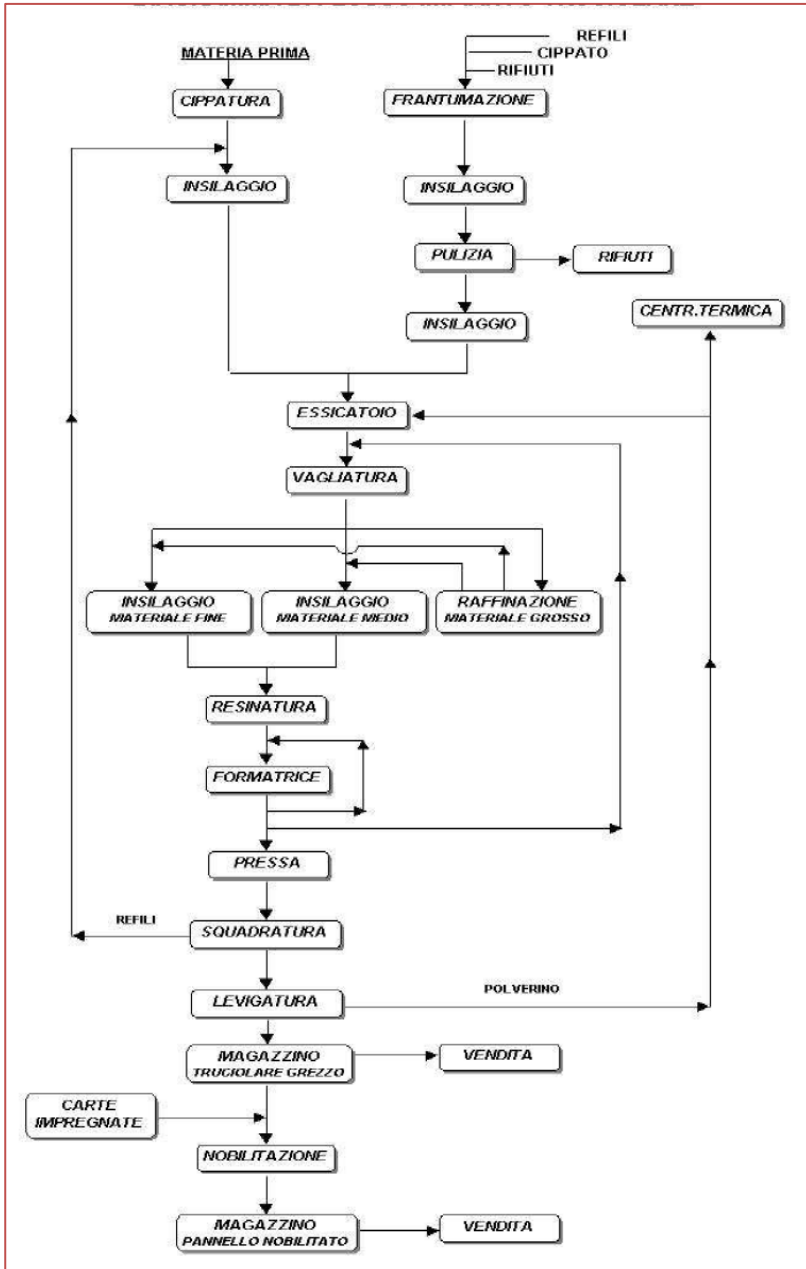 REFILI
MATERIA PRIMA
CIPPATO
RIFIUTI
CIPPATURA
FRANTUMAZIONE
INSILAGGIO
INSILAGGIO
PULIZIA
RIFIUTI
INSILAGGIO
CENTR.TERMICA
ESSICATOIO
VAGLIATURA
INSILAGGIO
MATERIALE FINE
INSILAGGIO
MATERIALE MEDIO
RAFFINAZIONE
MATERIALE GROSSO
RESINATURA
FORMATRICE
PRESSA
REFILI
SQUADRATURA
LEVIGATURA
POLVERINO
MAGAZZINO
TRUCIOLARE GREZZO
VENDITA
CARTE
IMPREGNATE
NOBILITAZIONE
MAGAZZINO
PANNELLO NOBILITATO
VENDITA